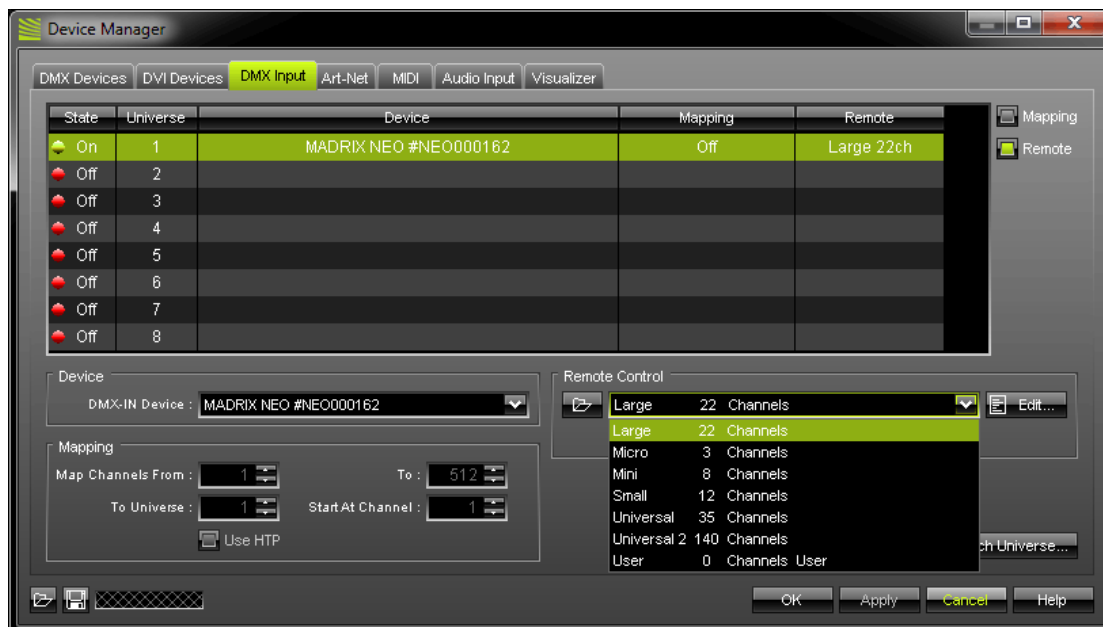 Device Manager
DMX Devices DVI Devices DMX Input Art-Net MIDI Audio Input Visualizer
State Universe Device Mapping Remote Mapping
On 1 MADRIX NEO #NEO000162 Off Large 22ch Remote
Off 2
Off 3
Off 4
Off 5
Off 6
Off 7
Off 8
Device Remote Control
DMX-IN Device : MADRIX NEO #NEO000162 Large 22 Channels Edit...
Large 22 Channels
Mapping Micro 3 Channels
Map Channels From : 1 To : 512 Mini 8 Channels
Small 12 Channels
To Universe : 1 Start At Channel : 1 Universal 35 Channels
Use HTP Universal 2 140 Channels ch Universe...
User 0 Channels User
OK Apply Cancel Help